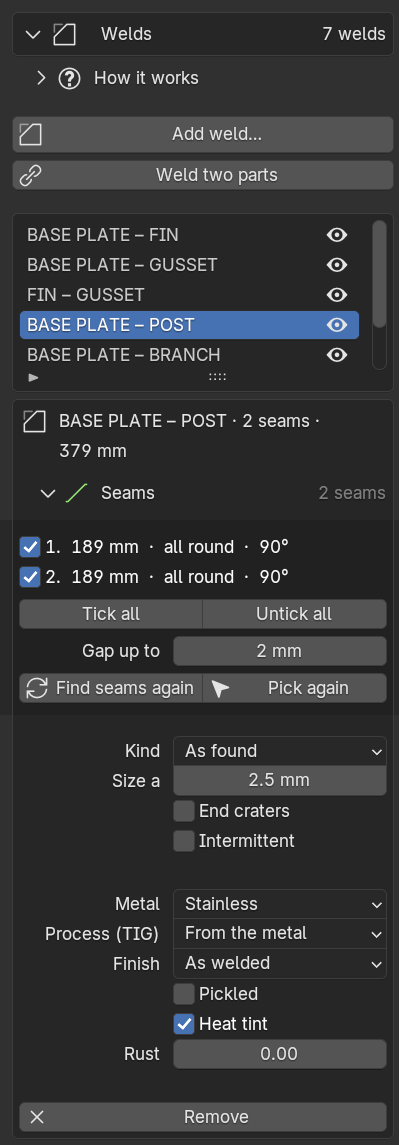 Welds 7 welds
How it works
Add weld...
Weld two parts
BASE PLATE – FIN
BASE PLATE – GUSSET
FIN – GUSSET
BASE PLATE – POST
BASE PLATE – BRANCH
BASE PLATE – POST · 2 seams ·
379 mm
Seams 2 seams
1. 189 mm · all round · 90°
2. 189 mm · all round · 90°
Tick all Untick all
Gap up to 2 mm
Find seams again Pick again
Kind As found
Size a 2.5 mm
End craters
Intermittent
Metal Stainless
Process (TIG) From the metal
Finish As welded
Pickled
Heat tint
Rust 0.00
Remove